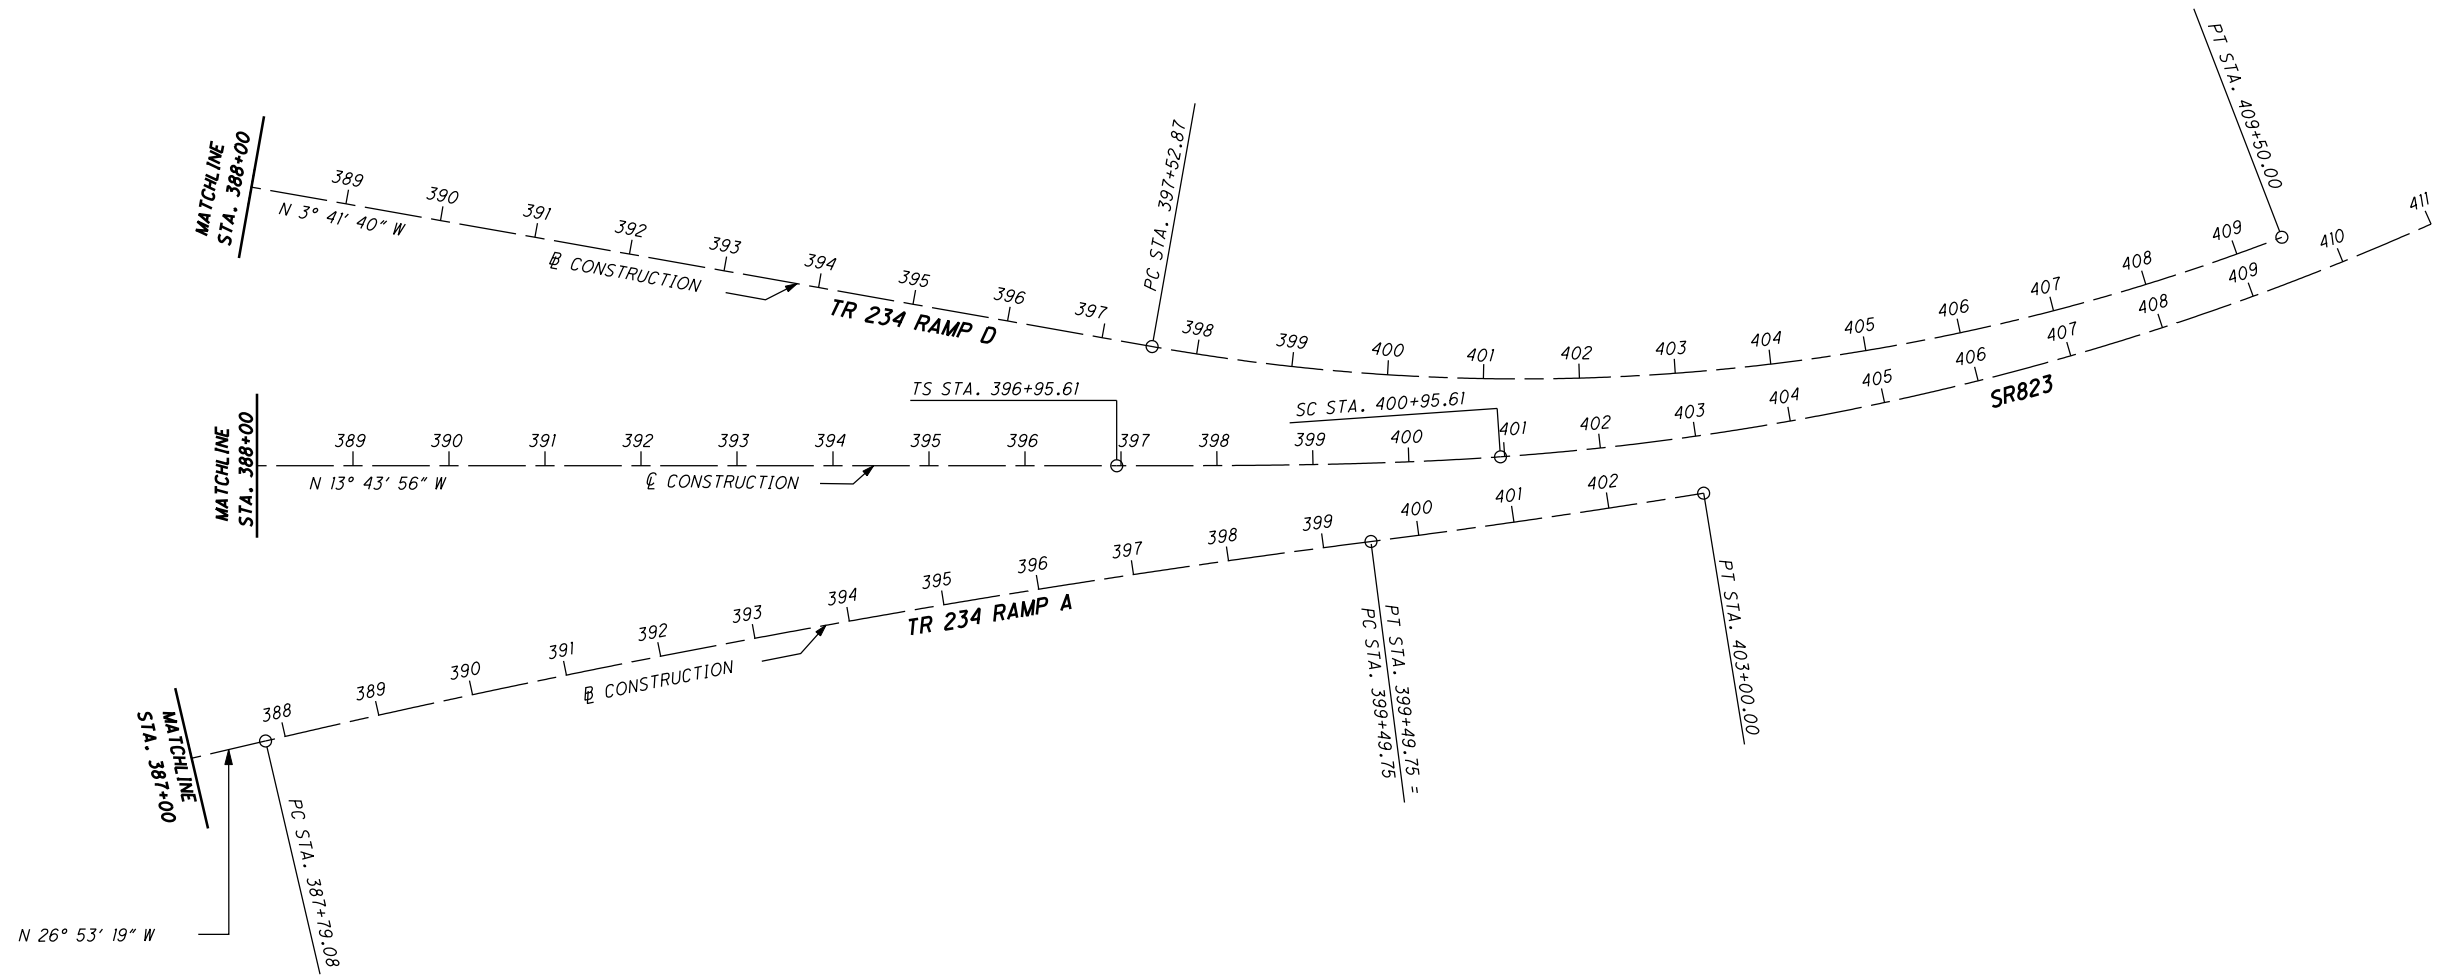 PT STA. 409+50.00
MATCHLINE
STA. 388+00
389
390
391
392
393
394
395
396
397
398
399
400
401
402
403
404
405
406
407
408
409
N 3° 41' 40" W
℄ CONSTRUCTION
TR 234 RAMP D
PC STA. 397+52.87
MATCHLINE
STA. 388+00
389
390
391
392
393
394
395
396
397
398
399
400
401
402
403
404
405
406
407
408
409
410
411
N 13° 43' 56" W
℄ CONSTRUCTION
TS STA. 396+95.61
SC STA. 400+95.61
SR823
MATCHLINE
STA. 387+00
388
389
390
391
392
393
394
395
396
397
398
399
400
401
402
℄ CONSTRUCTION
TR 234 RAMP A
PT STA. 399+49.75 =
PC STA. 399+49.75
PT STA. 403+00.00
PC STA. 387+79.08
N 26° 53' 19" W